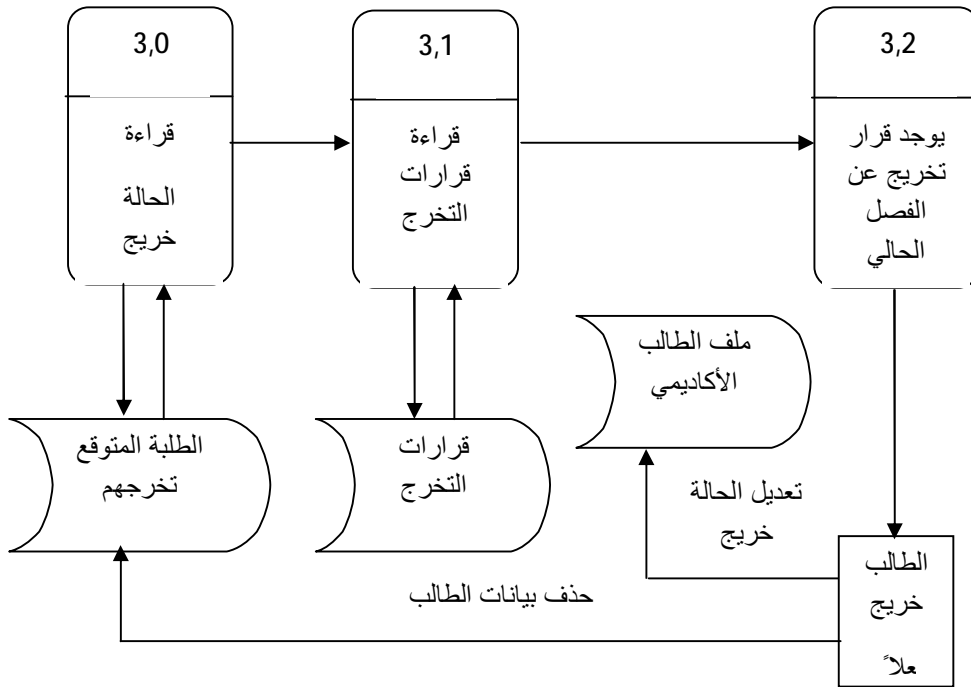 3,0
قراءة
الحالة
خريج
3,1
قراءة
قرارات
التخرج
3,2
يوجد قرار
تخريج عن
الفصل
الحالي
ملف الطالب
الأكاديمي
الطلبة المتوقع
تخرجهم
قرارات
التخرج
تعديل الحالة
خريج
الطالب
خريج
علاً
حذف بيانات الطالب